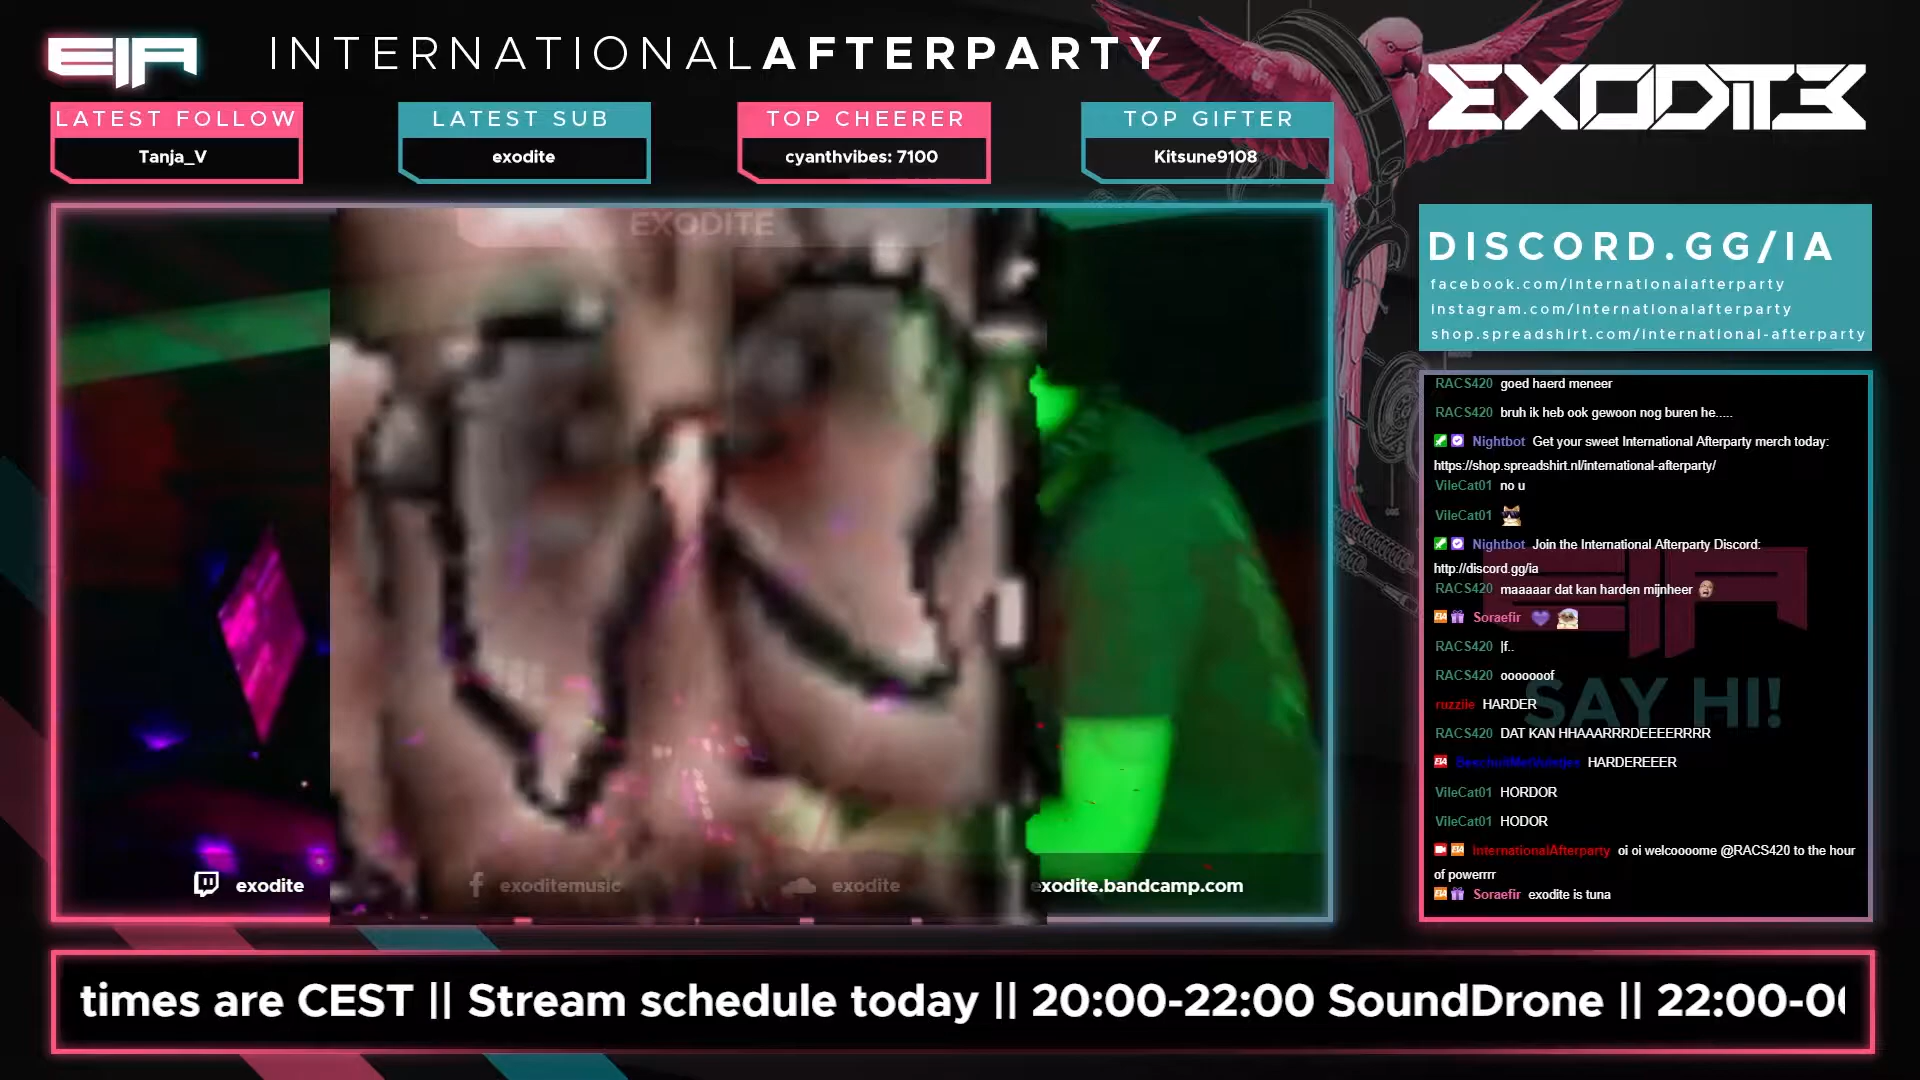 EIA
INTERNATIONALAFTERPARTY
EXODITE
LATEST FOLLOW
Tanja_V
LATEST SUB
exodite
TOP CHEERER
cyanthvibes: 7100
TOP GIFTER
Kitsune9108
EXODITE
exodite
exoditemusic
exodite
exodite.bandcamp.com
DISCORD.GG/IA
facebook.com/internationalafterparty
instagram.com/internationalafterparty
shop.spreadshirt.com/international-afterparty
RACS420 goed haerd meneer
RACS420 bruh ik heb ook gewoon nog buren he.....
Nightbot Get your sweet International Afterparty merch today:
https://shop.spreadshirt.nl/international-afterparty/
VileCat01 no u
VileCat01
Nightbot Join the International Afterparty Discord:
http://discord.gg/ia
RACS420 maaaaar dat kan harden mijnheer
Soraefir
RACS420 |f..
RACS420 ooooooof
ruzziie HARDER
RACS420 DAT KAN HHAAARRRDEEEERRRR
HARDEREEER
VileCat01 HORDOR
VileCat01 HODOR
InternationalAfterparty oi oi welcoooome @RACS420 to the hour
of powerrrr
Soraefir exodite is tuna
EIA
SAY HI!
times are CEST || Stream schedule today || 20:00-22:00 SoundDrone || 22:00-0